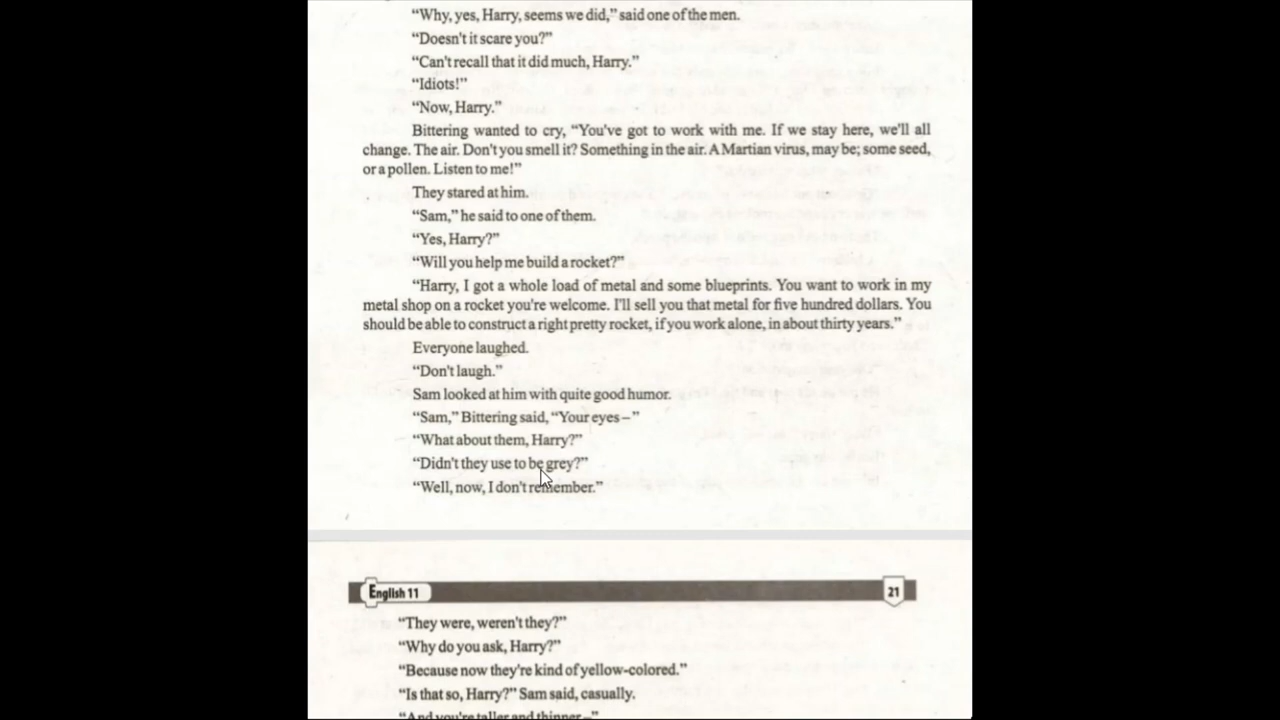 “Why, yes, Harry, seems we did,” said one of the men.
“Doesn't it scare you?”
“Can't recall that it did much, Harry.”
“Idiots!”
“Now, Harry.”
Bittering wanted to cry, “You've got to work with me. If we stay here, we'll all
change. The air. Don't you smell it? Something in the air. A Martian virus, may be; some seed,
or a pollen. Listen to me!”
They stared at him.
“Sam,” he said to one of them.
“Yes, Harry?”
“Will you help me build a rocket?”
“Harry, I got a whole load of metal and some blueprints. You want to work in my
metal shop on a rocket you're welcome. I'll sell you that metal for five hundred dollars. You
should be able to construct a right pretty rocket, if you work alone, in about thirty years.”
Everyone laughed.
“Don't laugh.”
Sam looked at him with quite good humor.
“Sam,” Bittering said, “Your eyes–”
“What about them, Harry?”
“Didn't they use to be grey?”
“Well, now, I don't remember.”
English 11 21
“They were, weren't they?”
“Why do you ask, Harry?”
“Because now they're kind of yellow-colored.”
“Is that so, Harry?” Sam said, casually.
“And you're taller and thinner–”